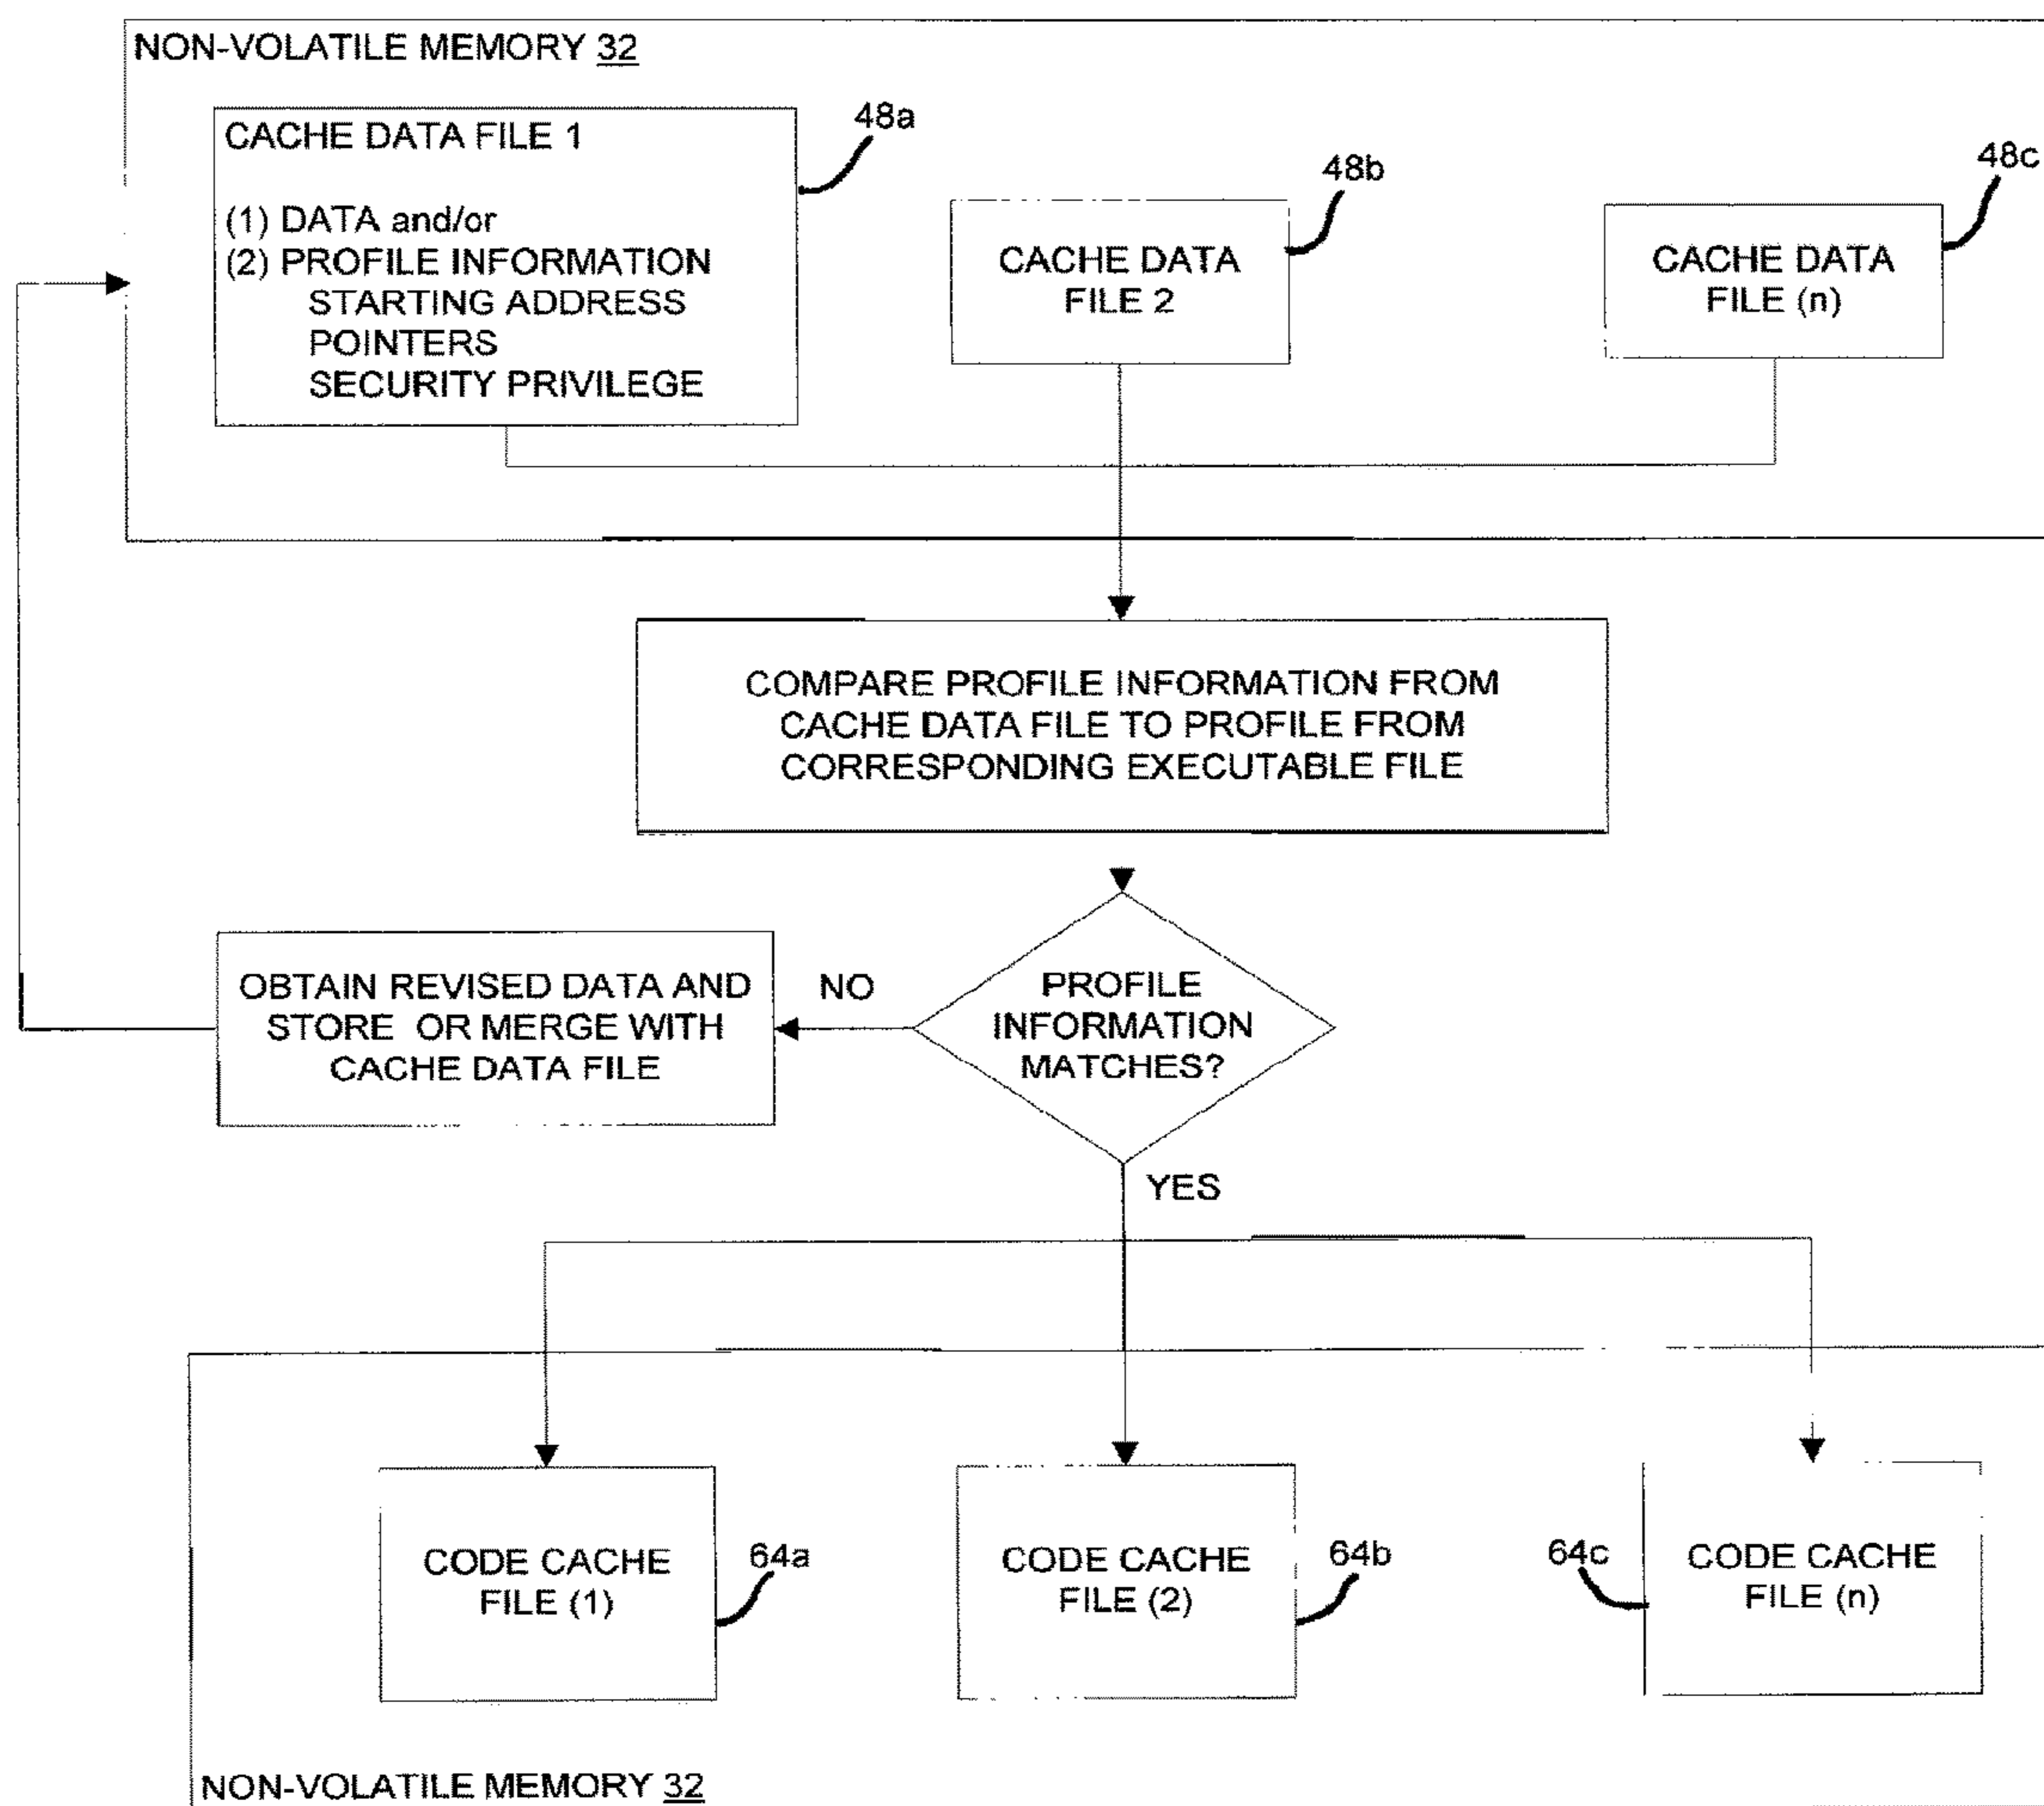 NON-VOLATILE MEMORY 32
48a
CACHE DATA FILE 1
(1) DATA and/or
(2) PROFILE INFORMATION
STARTING ADDRESS
POINTERS
SECURITY PRIVILEGE
48b
CACHE DATA
FILE 2
48c
CACHE DATA
FILE (n)
COMPARE PROFILE INFORMATION FROM
CACHE DATA FILE TO PROFILE FROM
CORRESPONDING EXECUTABLE FILE
OBTAIN REVISED DATA AND
STORE OR MERGE WITH
CACHE DATA FILE
NO
PROFILE
INFORMATION
MATCHES?
YES
CODE CACHE
FILE (1)
64a
CODE CACHE
FILE (2)
64b
64c
CODE CACHE
FILE (n)
NON-VOLATILE MEMORY 32